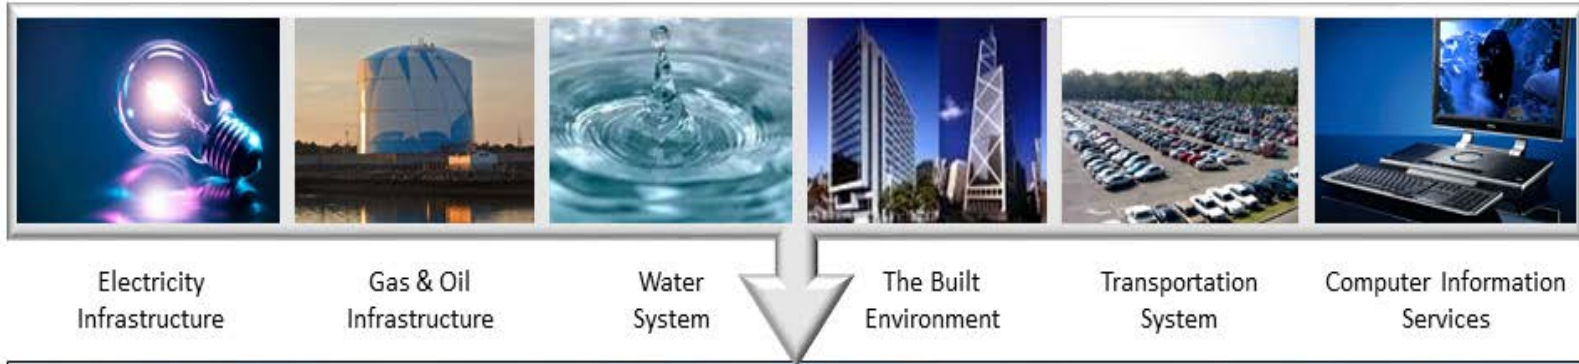 Electricity
Infrastructure
Gas & Oil
Infrastructure
Water
System
The Built
Environment
Transportation
System
Computer Information
Services